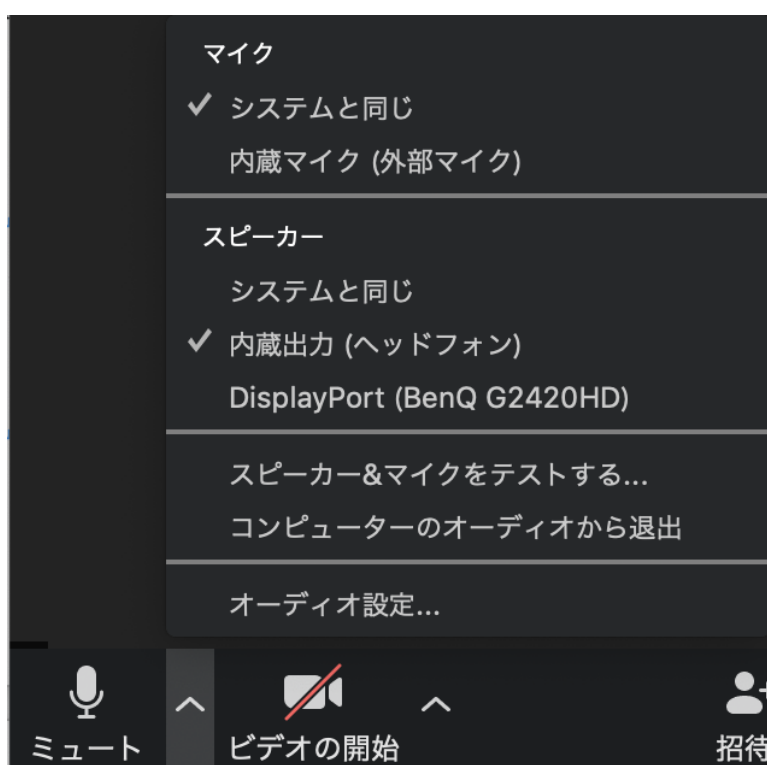 マイク
システムと同じ
内蔵マイク (外部マイク)
スピーカー
システムと同じ
内蔵出力 (ヘッドフォン)
DisplayPort (BenQ G2420HD)
スピーカー&マイクをテストする...
コンピューターのオーディオから退出
オーディオ設定...
ミュート
ビデオの開始
招待